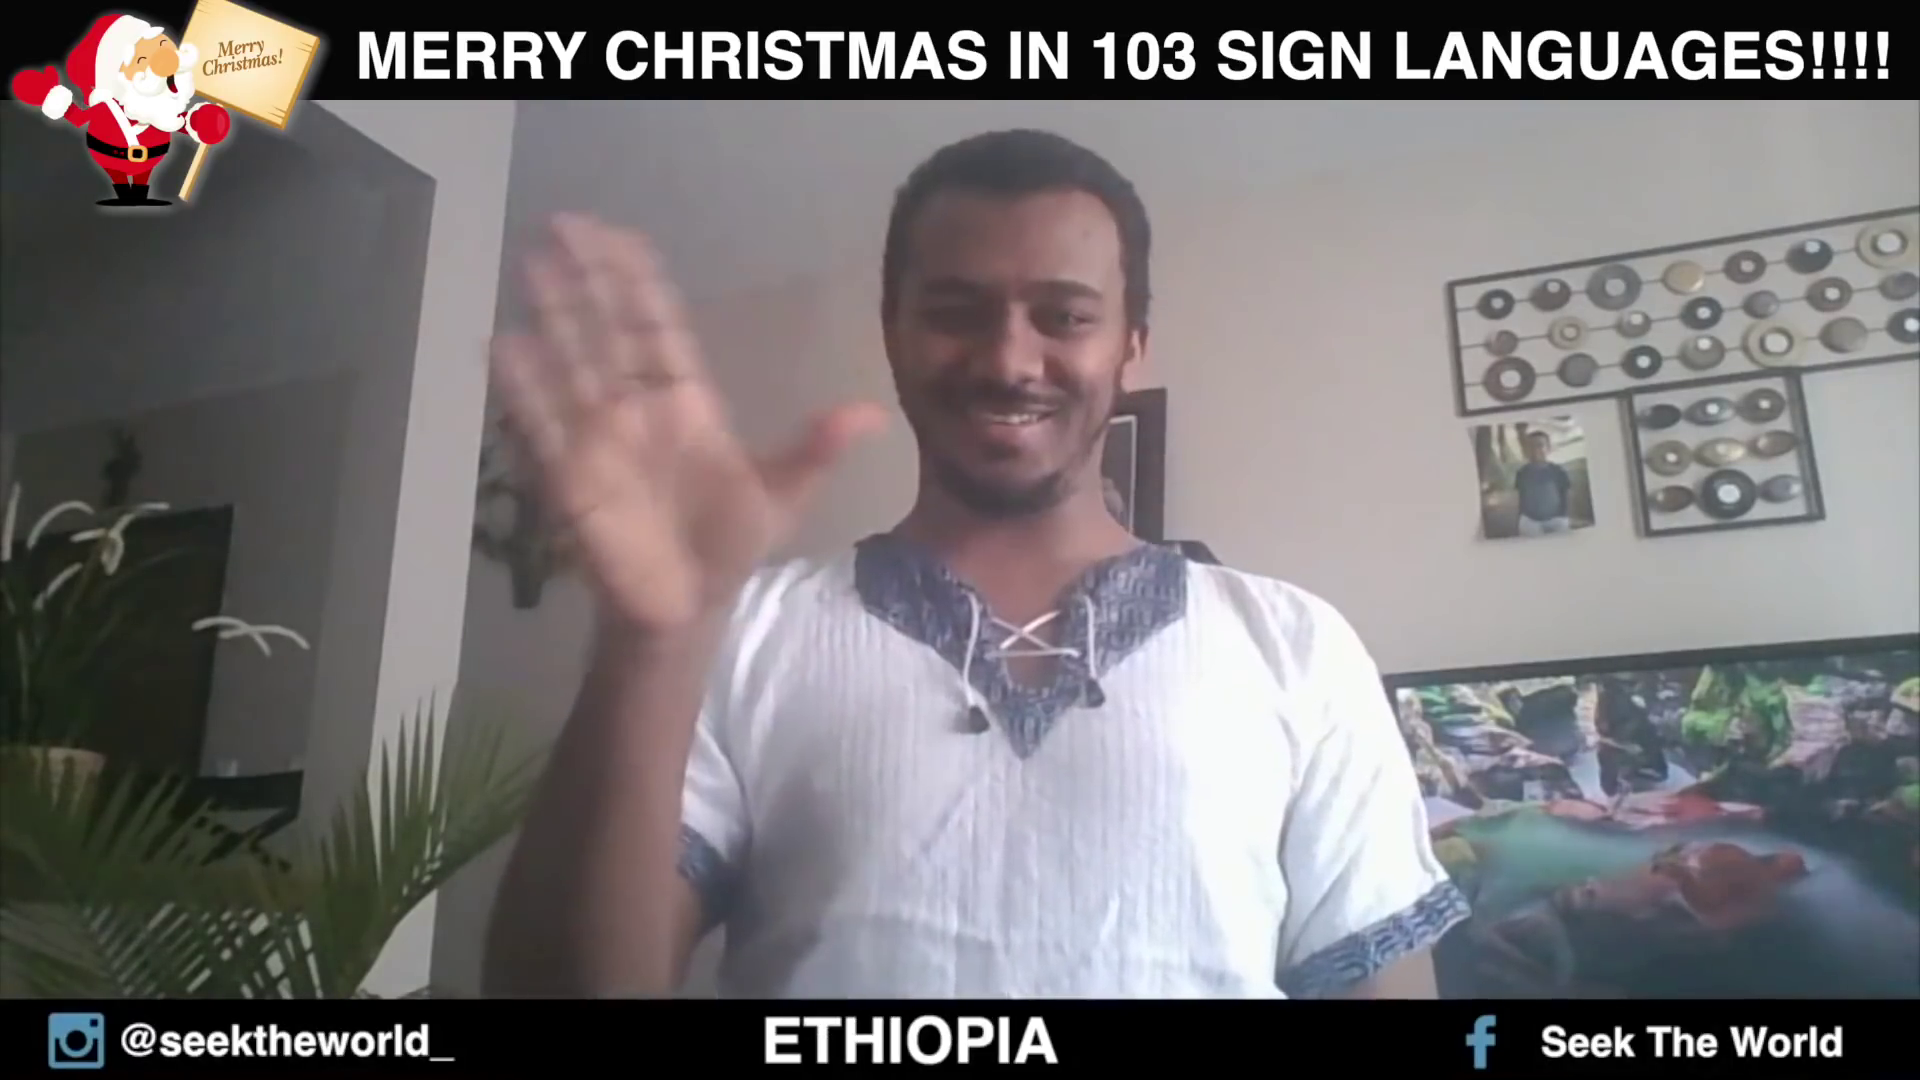 Merry
Christmas!
MERRY CHRISTMAS IN 103 SIGN LANGUAGES!!!!
@seektheworld_
ETHIOPIA
Seek The World